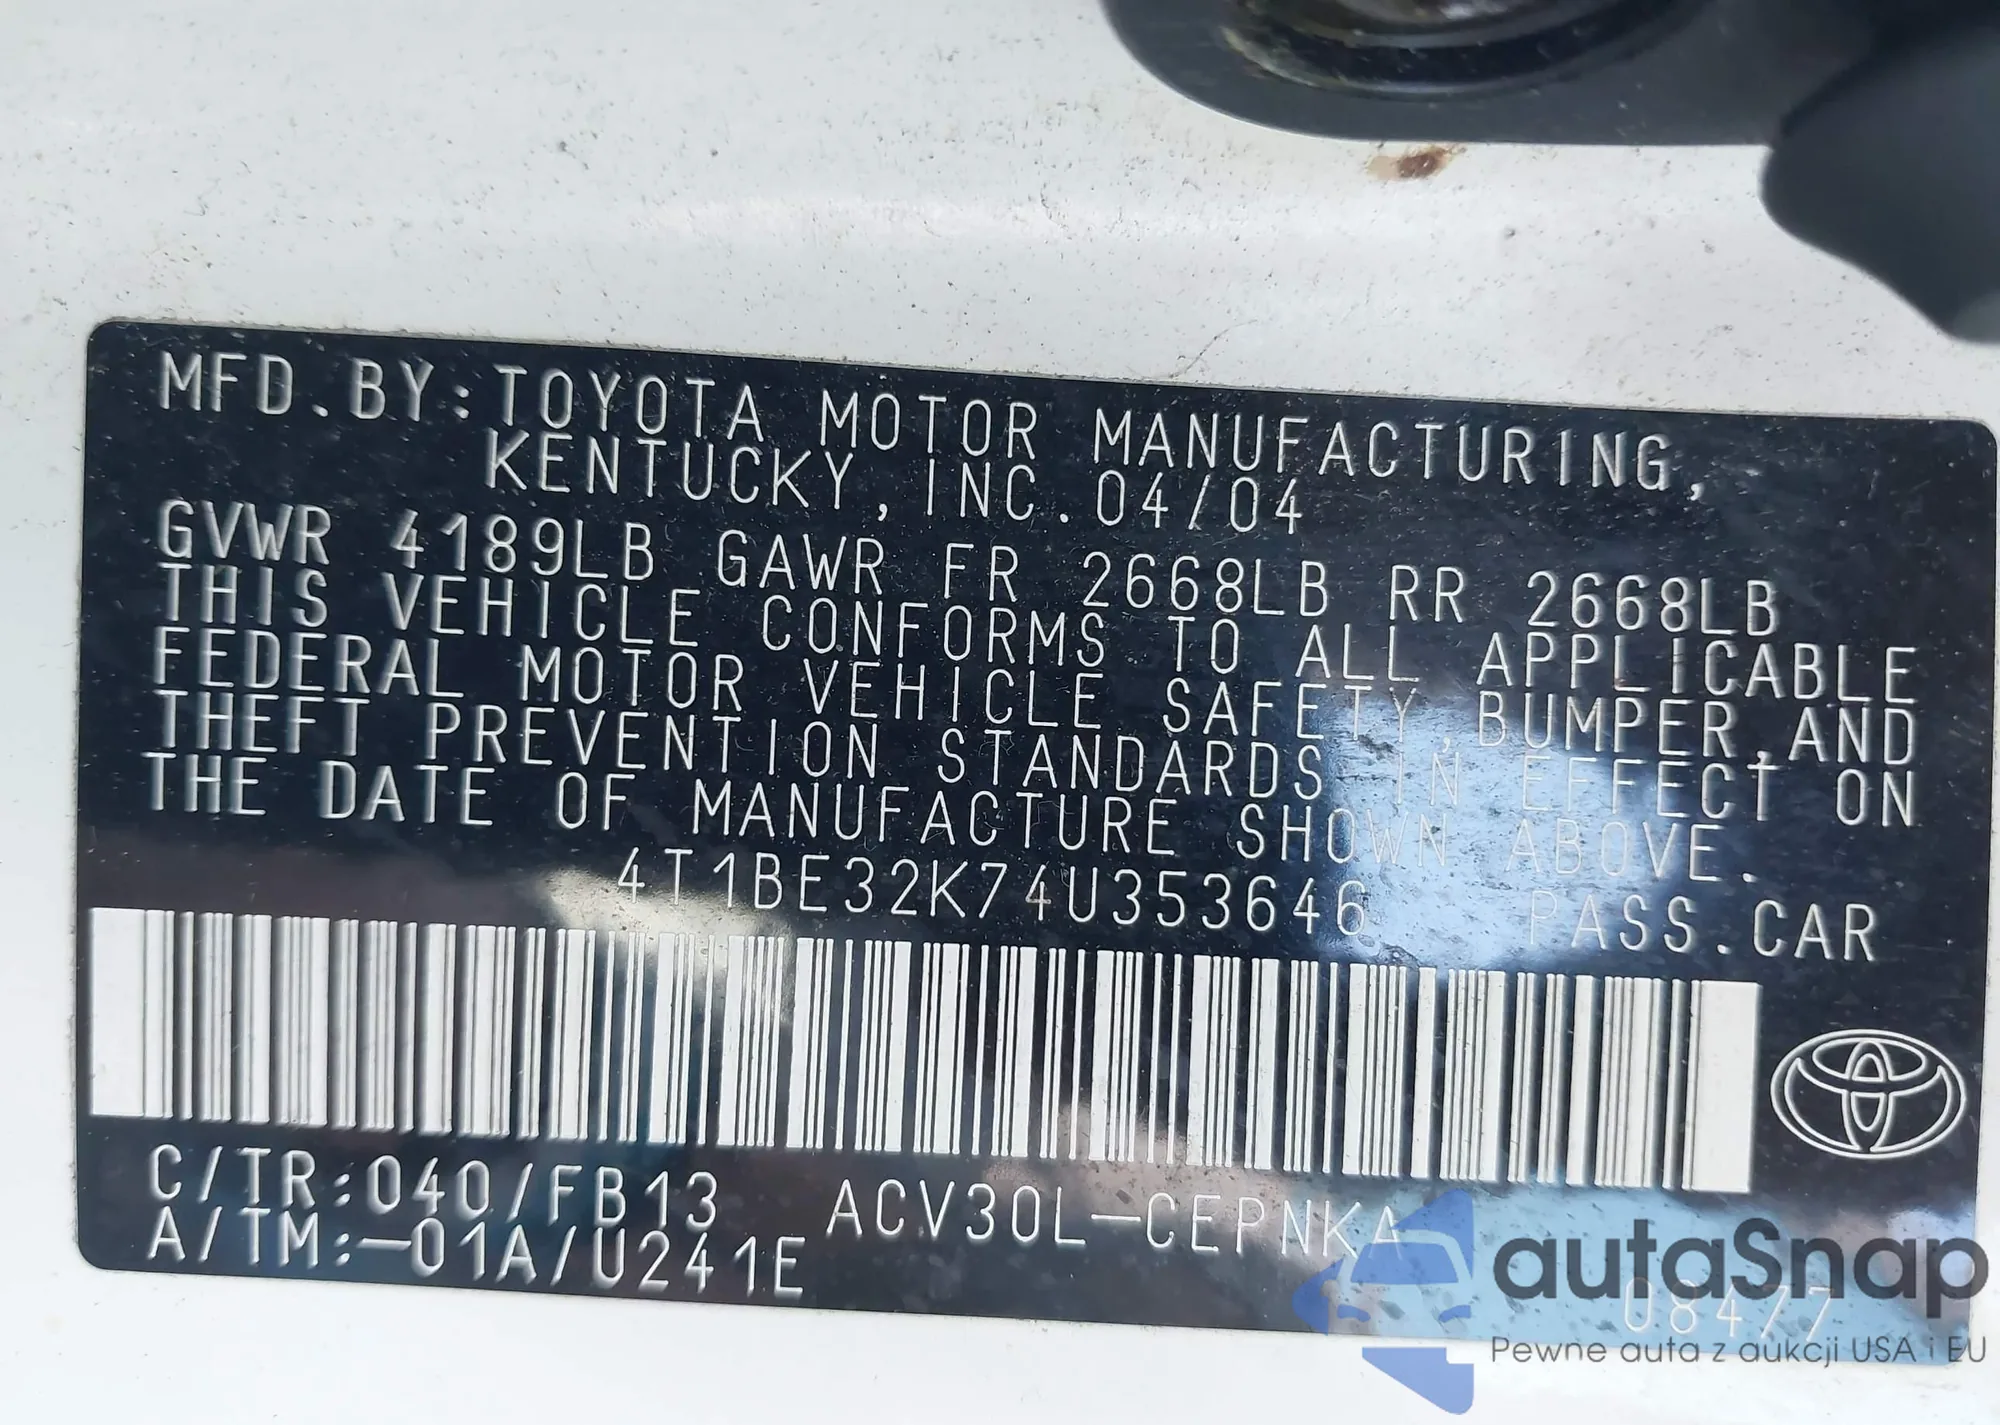 MFD.BY:TOYOTA MOTOR MANUFACTURING,
KENTUCKY, INC. 04/04
GVWR 4189LB GAWR FR 2668LB RR 2668LB
THIS VEHICLE CONFORMS TO ALL APPLICABLE
FEDERAL MOTOR VEHICLE SAFETY,BUMPER,AND
THEFT PREVENTION STANDARDS IN EFFECT ON
THE DATE OF MANUFACTURE SHOWN ABOVE.
4T1BE32K74U353646 PASS.CAR
C/TR:040/FB13 ACV30L-CEPNKA
A/TM:-01A/U241E
08477
autaSnap
Pewne auta z aukcji USA i EU